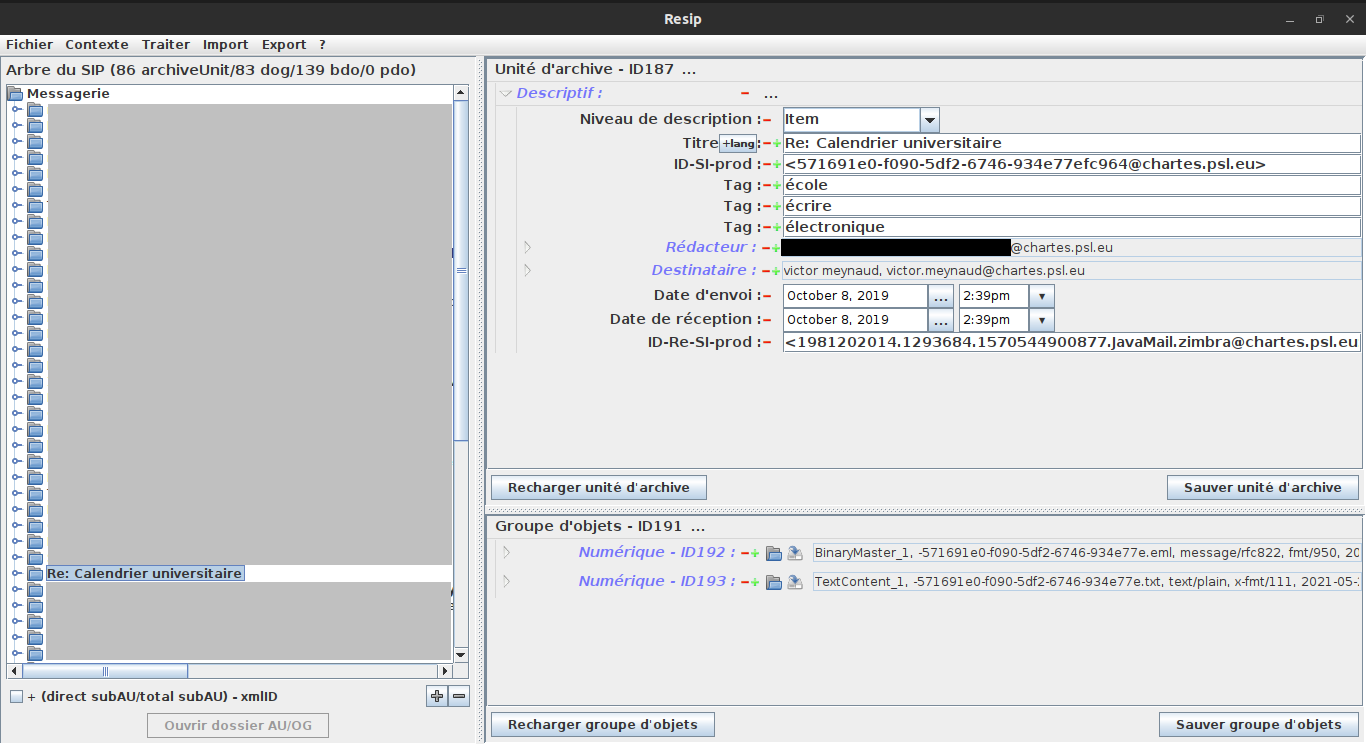 Resip
Fichier Contexte Traiter Import Export ?
Arbre du SIP (86 archiveUnit/83 dog/139 bdo/0 pdo)
Messagerie
Re: Calendrier universitaire
+ (direct subAU/total subAU) - xmlID
Ouvrir dossier AU/OG
Unité d'archive - ID187 ...
Descriptif : ...
Niveau de description : Item
Titre +lang : Re: Calendrier universitaire
ID-SI-prod : <571691e0-f090-5df2-6746-934e77efc964@chartes.psl.eu>
Tag : école
Tag : écrire
Tag : électronique
Rédacteur : @chartes.psl.eu
Destinataire : victor meynaud, victor.meynaud@chartes.psl.eu
Date d'envoi : October 8, 2019 ... 2:39pm
Date de réception : October 8, 2019 ... 2:39pm
ID-Re-SI-prod : <1981202014.1293684.1570544900877.JavaMail.zimbra@chartes.psl.eu
Recharger unité d'archive Sauver unité d'archive
Groupe d'objets - ID191 ...
Numérique - ID192 : BinaryMaster_1, -571691e0-f090-5df2-6746-934e77e.eml, message/rfc822, fmt/950, 20
Numérique - ID193 : TextContent_1, -571691e0-f090-5df2-6746-934e77e.txt, text/plain, x-fmt/111, 2021-05-
Recharger groupe d'objets Sauver groupe d'objets